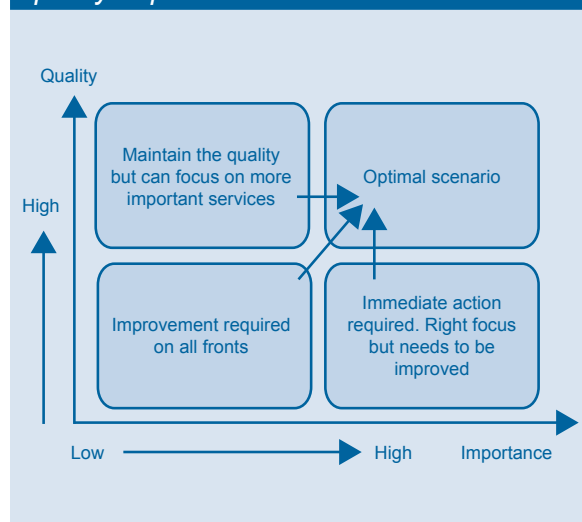 Quality
Maintain the quality
but can focus on more
important services
Optimal scenario
High
Improvement required
on all fronts
Immediate action
required. Right focus
but needs to be
improved
Low
High
Importance